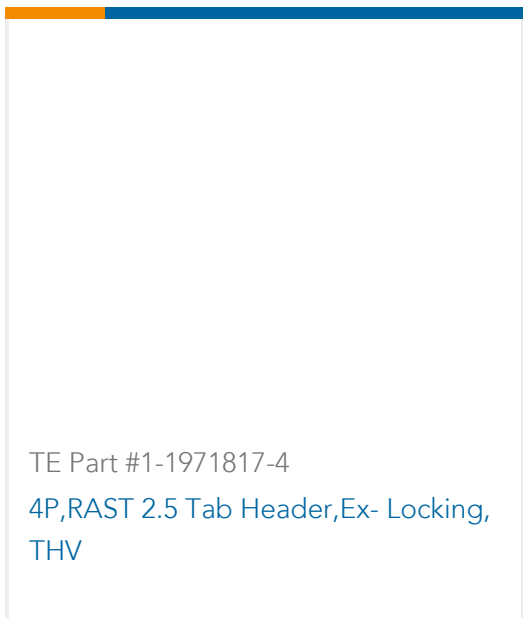 TE Part #1-1971817-4
4P,RAST 2.5 Tab Header,Ex- Locking,
THV